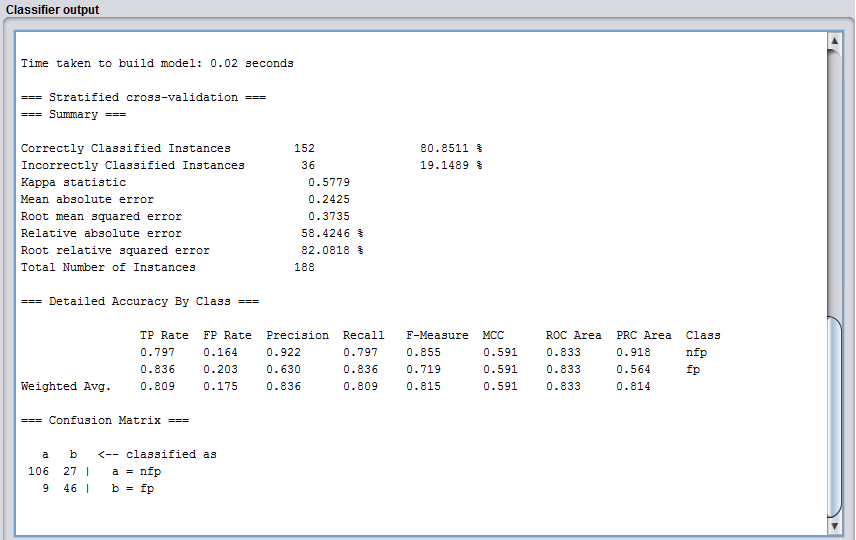 Classifier output
Time taken to build model: 0.02 seconds
=== Stratified cross-validation ===
=== Summary ===
Correctly Classified Instances 152 80.8511 %
Incorrectly Classified Instances 36 19.1489 %
Kappa statistic 0.5779
Mean absolute error 0.2425
Root mean squared error 0.3735
Relative absolute error 58.4246 %
Root relative squared error 82.0818 %
Total Number of Instances 188
=== Detailed Accuracy By Class ===
TP Rate FP Rate Precision Recall F-Measure MCC ROC Area PRC Area Class
0.797 0.164 0.922 0.797 0.855 0.591 0.833 0.918 nfp
0.836 0.203 0.630 0.836 0.719 0.591 0.833 0.564 fp
Weighted Avg. 0.809 0.175 0.836 0.809 0.815 0.591 0.833 0.814
=== Confusion Matrix ===
a b <-- classified as
106 27 | a = nfp
9 46 | b = fp